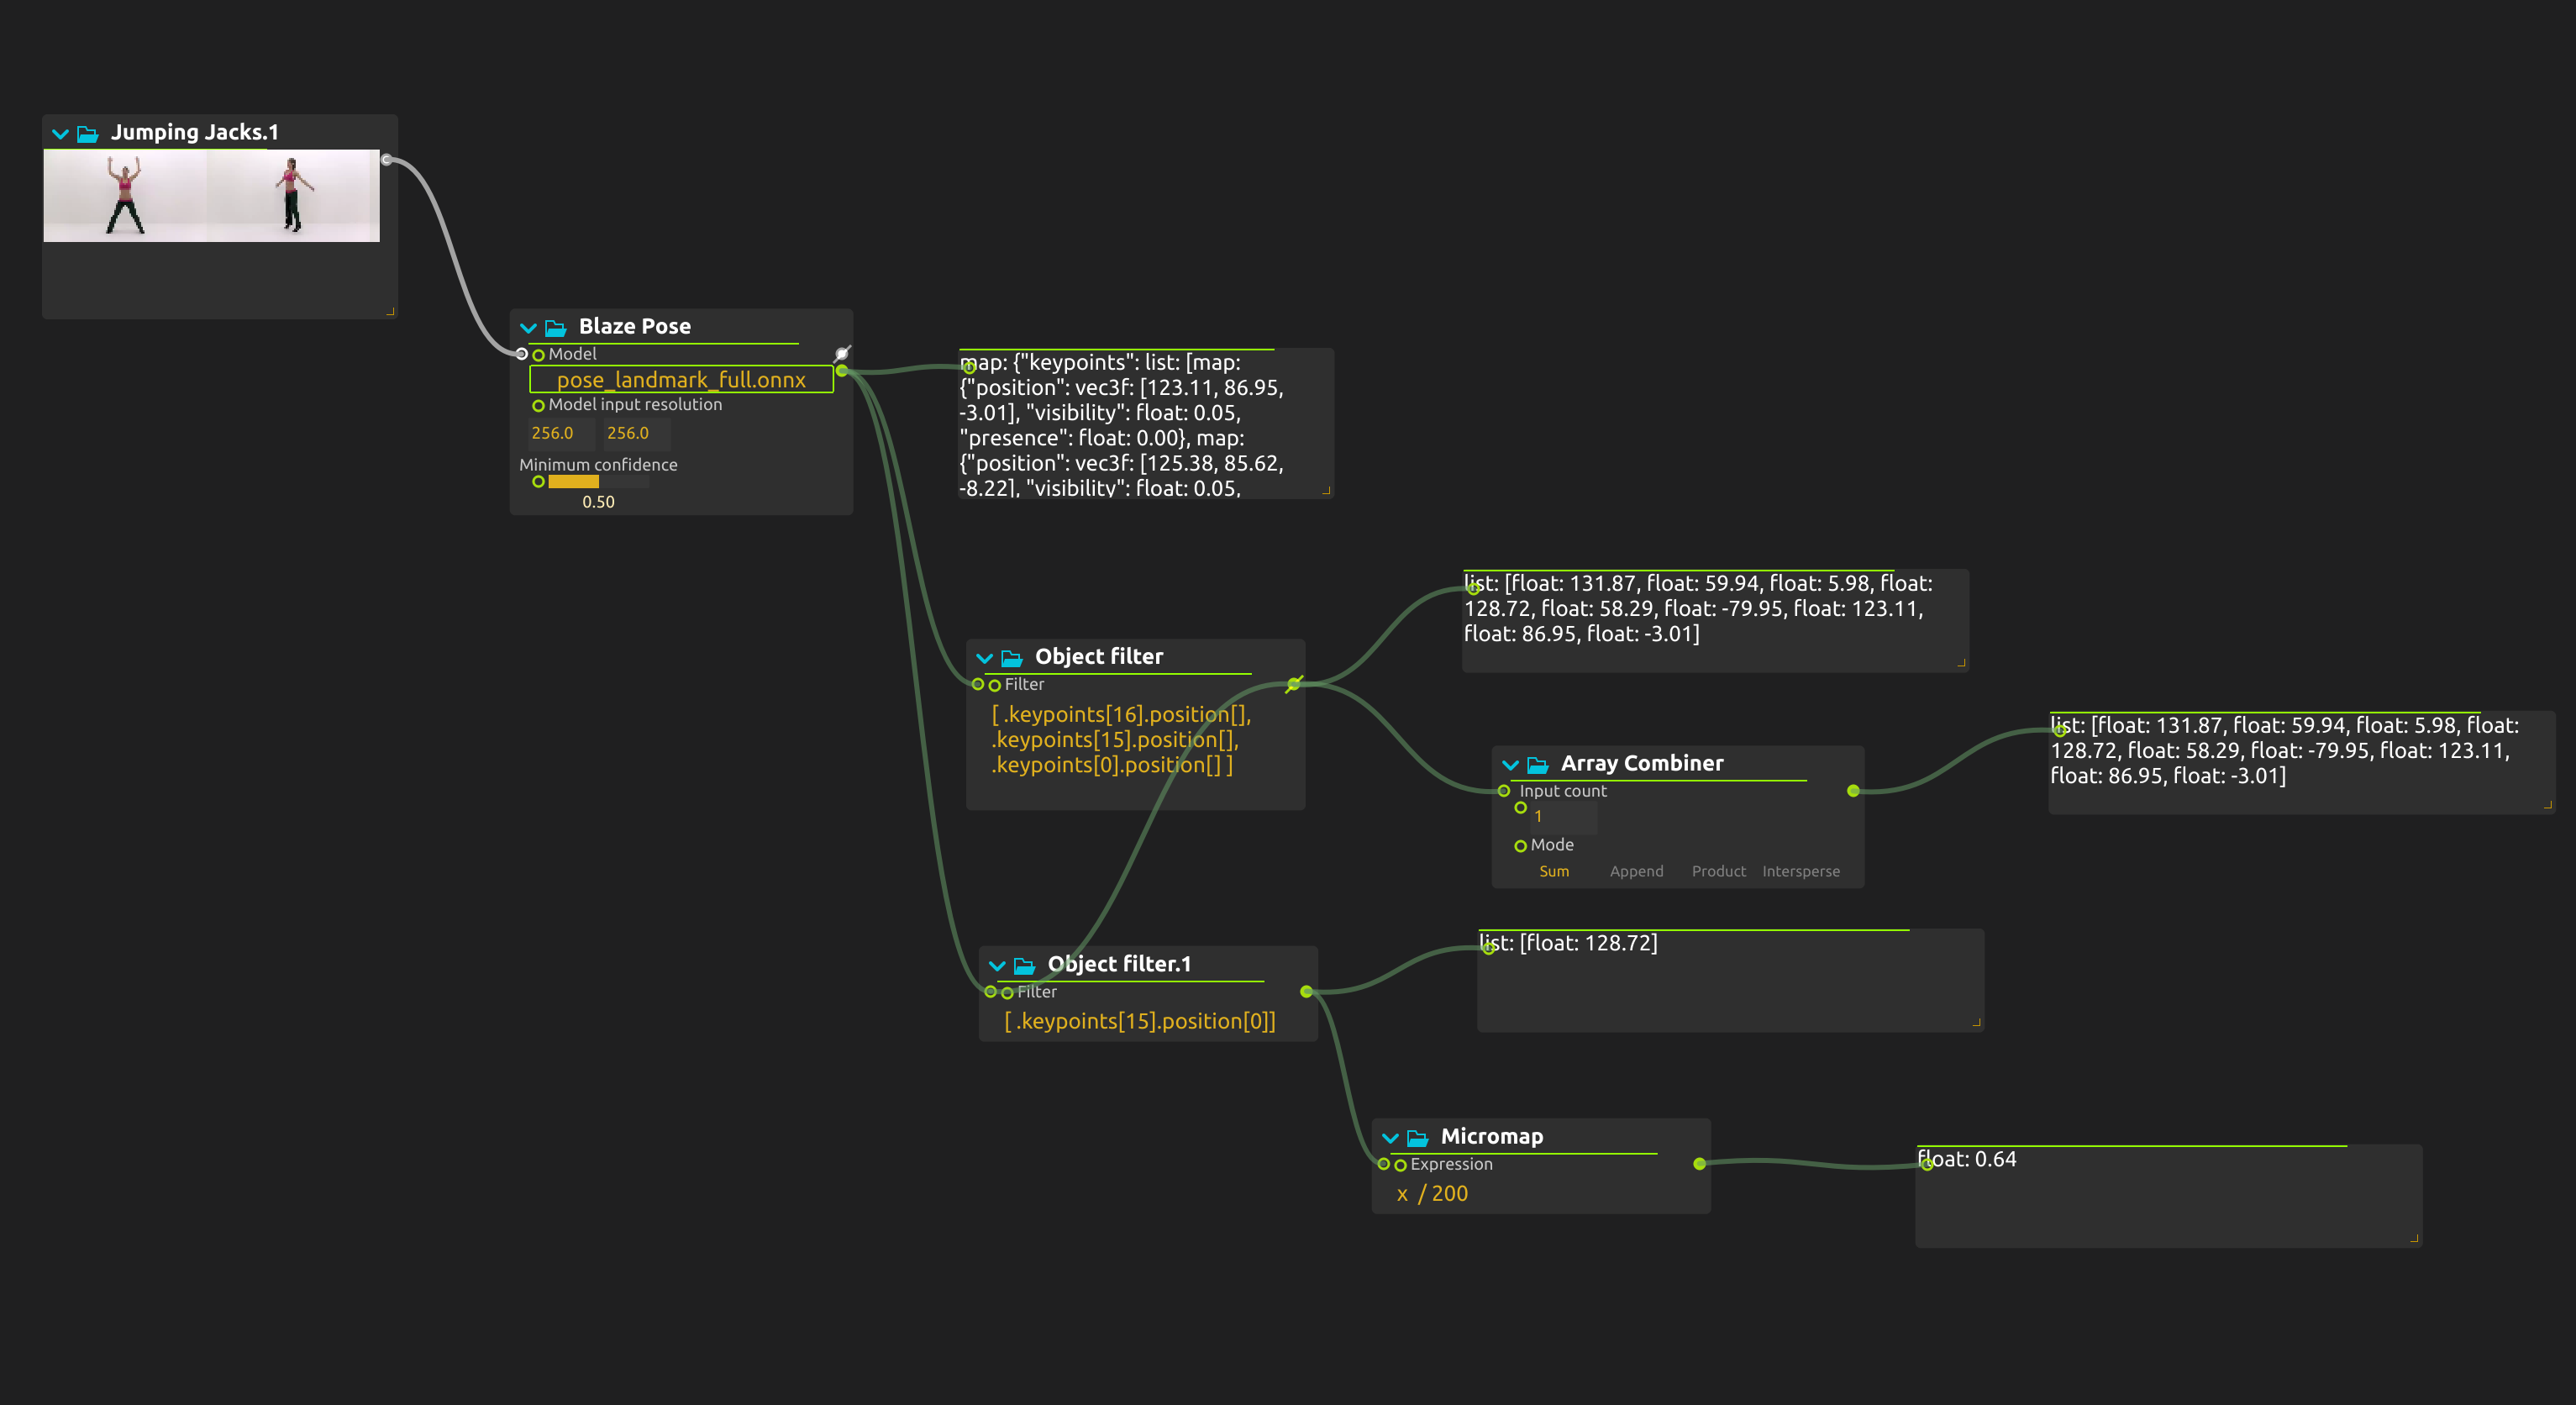 Jumping Jacks.1
C
Blaze Pose
Model
pose_landmark_full.onnx
Model input resolution
256.0 256.0
Minimum confidence
0.50
map: {"keypoints": list: [map:
{"position": vec3f: [123.11, 86.95,
-3.01], "visibility": float: 0.05,
"presence": float: 0.00}, map:
{"position": vec3f: [125.38, 85.62,
-8.22], "visibility": float: 0.05,
Object filter
Filter
[ .keypoints[16].position[],
.keypoints[15].position[],
.keypoints[0].position[] ]
list: [float: 131.87, float: 59.94, float: 5.98, float:
128.72, float: 58.29, float: -79.95, float: 123.11,
float: 86.95, float: -3.01]
Array Combiner
Input count
1
Mode
Sum Append Product Intersperse
list: [float: 131.87, float: 59.94, float: 5.98, float:
128.72, float: 58.29, float: -79.95, float: 123.11,
float: 86.95, float: -3.01]
Object filter.1
Filter
[ .keypoints[15].position[0]]
list: [float: 128.72]
Micromap
Expression
x / 200
float: 0.64